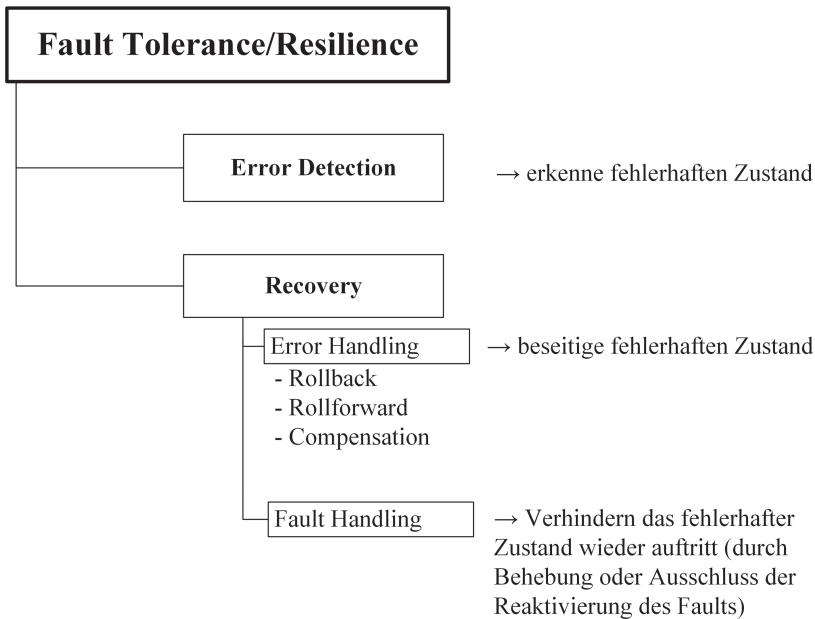 Fault Tolerance/Resilience
Error Detection
→ erkenne fehlerhaften Zustand
Recovery
Error Handling
→ beseitige fehlerhaften Zustand
- Rollback
- Rollforward
- Compensation
Fault Handling
→ Verhindern das fehlerhafter
Zustand wieder auftritt (durch
Behebung oder Ausschluss der
Reaktivierung des Faults)